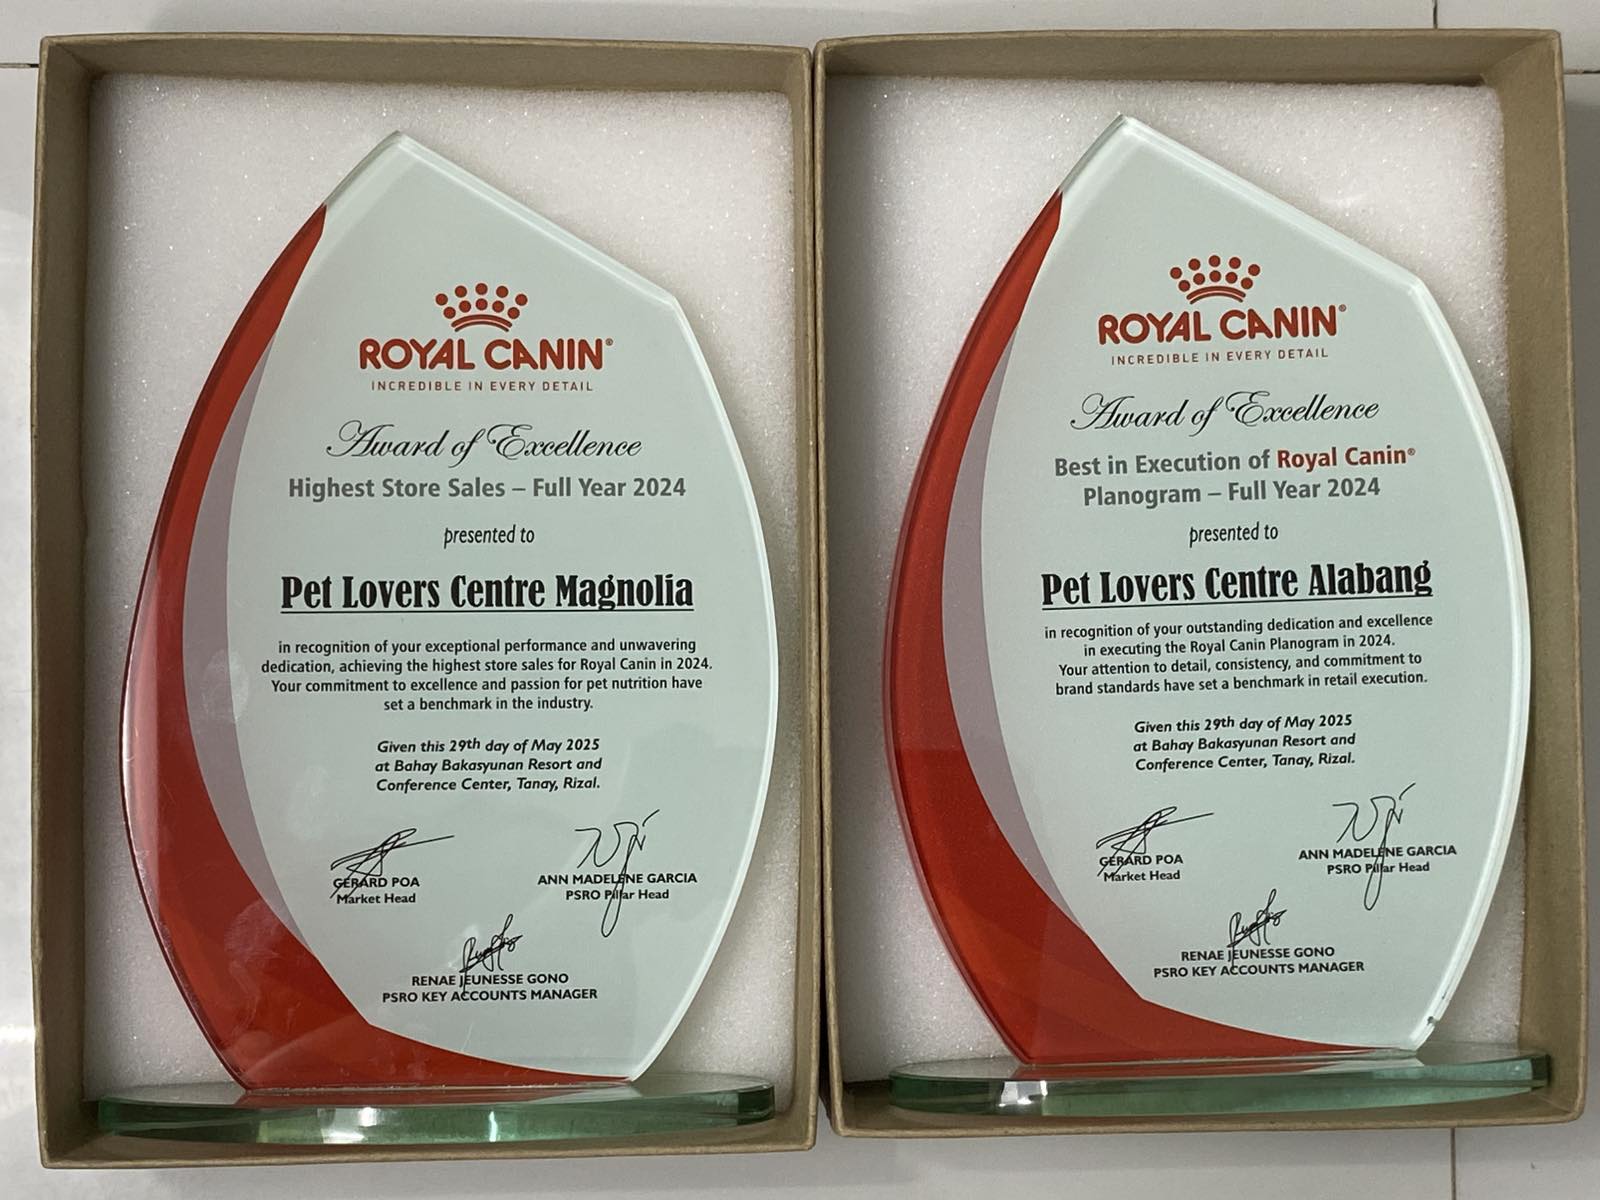 ROYAL CANIN®
INCREDIBLE IN EVERY DETAIL
Award of Excellence
Highest Store Sales – Full Year 2024
presented to
Pet Lovers Centre Magnolia
in recognition of your exceptional performance and unwavering
dedication, achieving the highest store sales for Royal Canin in 2024.
Your commitment to excellence and passion for pet nutrition have
set a benchmark in the industry.
Given this 29th day of May 2025
at Bahay Bakasyunan Resort and
Conference Center, Tanay, Rizal.
GERARD POA
Market Head
ANN MADELENE GARCIA
PSRO Pillar Head
RENAE JEUNESSE GONO
PSRO KEY ACCOUNTS MANAGER
ROYAL CANIN®
INCREDIBLE IN EVERY DETAIL
Award of Excellence
Best in Execution of Royal Canin®
Planogram – Full Year 2024
presented to
Pet Lovers Centre Alabang
in recognition of your outstanding dedication and excellence
in executing the Royal Canin Planogram in 2024.
Your attention to detail, consistency, and commitment to
brand standards have set a benchmark in retail execution.
Given this 29th day of May 2025
at Bahay Bakasyunan Resort and
Conference Center, Tanay, Rizal.
GERARD POA
Market Head
ANN MADELENE GARCIA
PSRO Pillar Head
RENAE JEUNESSE GONO
PSRO KEY ACCOUNTS MANAGER